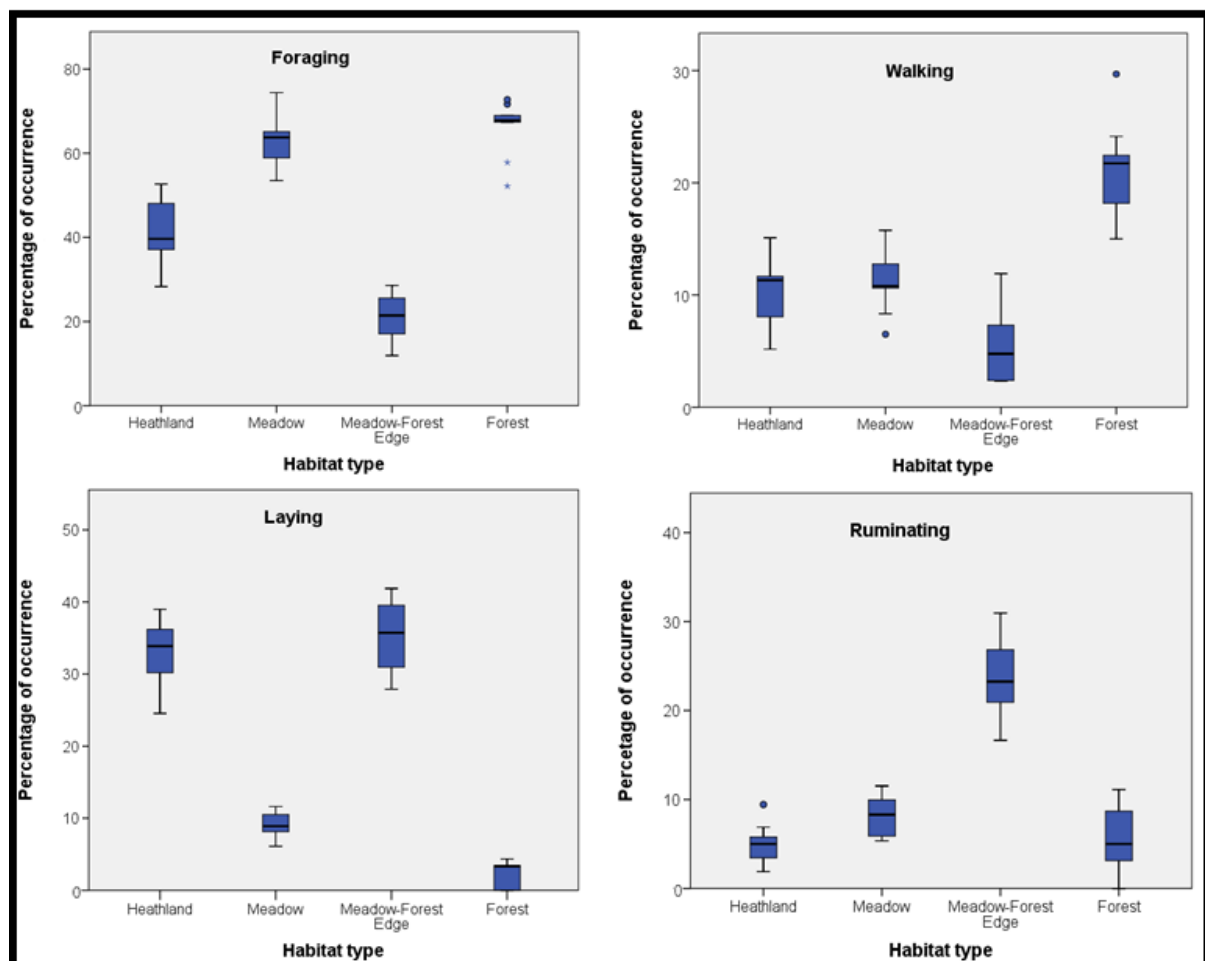 Foraging
Percentage of occurrence
80
60
40
20
0
Heathland
Meadow
Meadow-Forest
Edge
Forest
Habitat type
Walking
Percentage of occurrence
30
20
10
0
Heathland
Meadow
Meadow-Forest
Edge
Forest
Habitat type
Laying
Percentage of occurrence
50
40
30
20
10
0
Heathland
Meadow
Meadow-Forest
Edge
Forest
Habitat type
Ruminating
Percetage of occurrence
40
30
20
10
0
Heathland
Meadow
Meadow-Forest
Edge
Forest
Habitat type